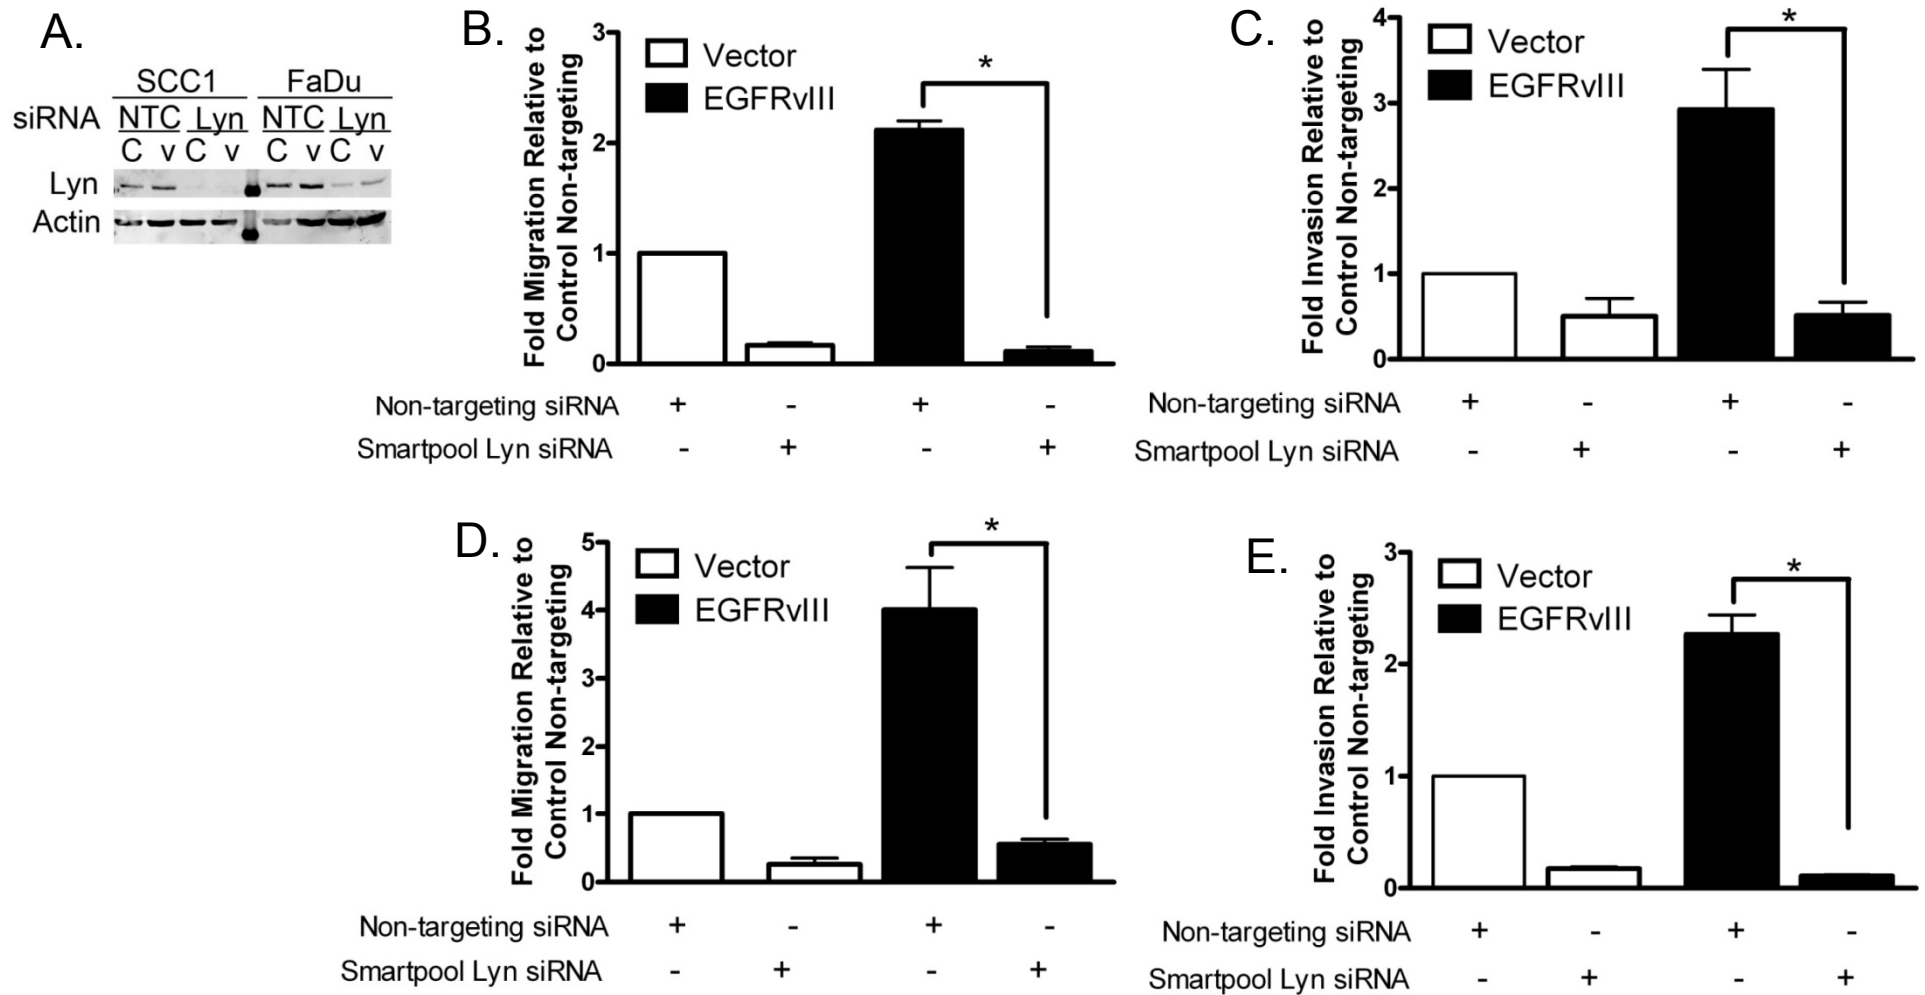 A.
SCC1 FaDu
siRNA NTC Lyn NTC Lyn
C v C v C v C v
Lyn
Actin
B.
Fold Migration Relative to
Control Non-targeting
3
2
1
0
Vector
EGFRvIII
*
Non-targeting siRNA + - + -
Smartpool Lyn siRNA - + - +
C.
Fold Invasion Relative to
Control Non-targeting
4
3
2
1
0
Vector
EGFRvIII
*
Non-targeting siRNA + - + -
Smartpool Lyn siRNA - + - +
D.
Fold Migration Relative to
Control Non-targeting
5
4
3
2
1
0
Vector
EGFRvIII
*
Non-targeting siRNA + - + -
Smartpool Lyn siRNA - + - +
E.
Fold Invasion Relative to
Control Non-targeting
3
2
1
0
Vector
EGFRvIII
*
Non-targeting siRNA + - + -
Smartpool Lyn siRNA - + - +